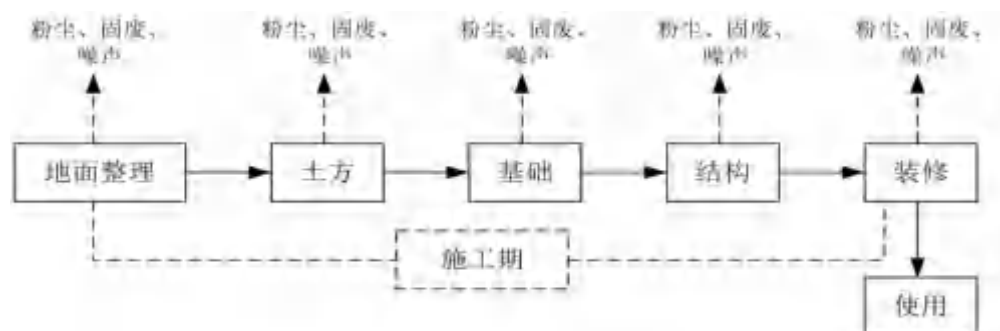 粉尘、固废、
噪声
粉尘、固废、
噪声
粉尘、固废、
噪声
粉尘、固废、
噪声
粉尘、固废、
噪声
地面整理
土方
基础
结构
装修
施工期
使用